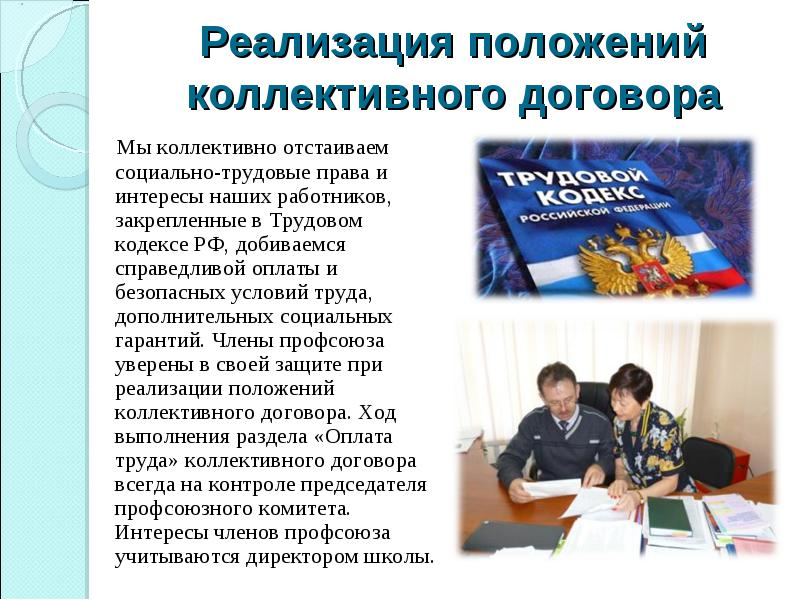 Реализация положений
коллективного договора
Мы коллективно отстаиваем
социально-трудовые права и
интересы наших работников,
закрепленные в Трудовом
кодексе РФ, добиваемся
справедливой оплаты и
безопасных условий труда,
дополнительных социальных
гарантий. Члены профсоюза
уверены в своей защите при
реализации положений
коллективного договора. Ход
выполнения раздела «Оплата
труда» коллективного договора
всегда на контроле председателя
профсоюзного комитета.
Интересы членов профсоюза
учитываются директором школы.
ТРУДОВОЙ
КОДЕКС
РОССИЙСКОЙ ФЕДЕРАЦИИ